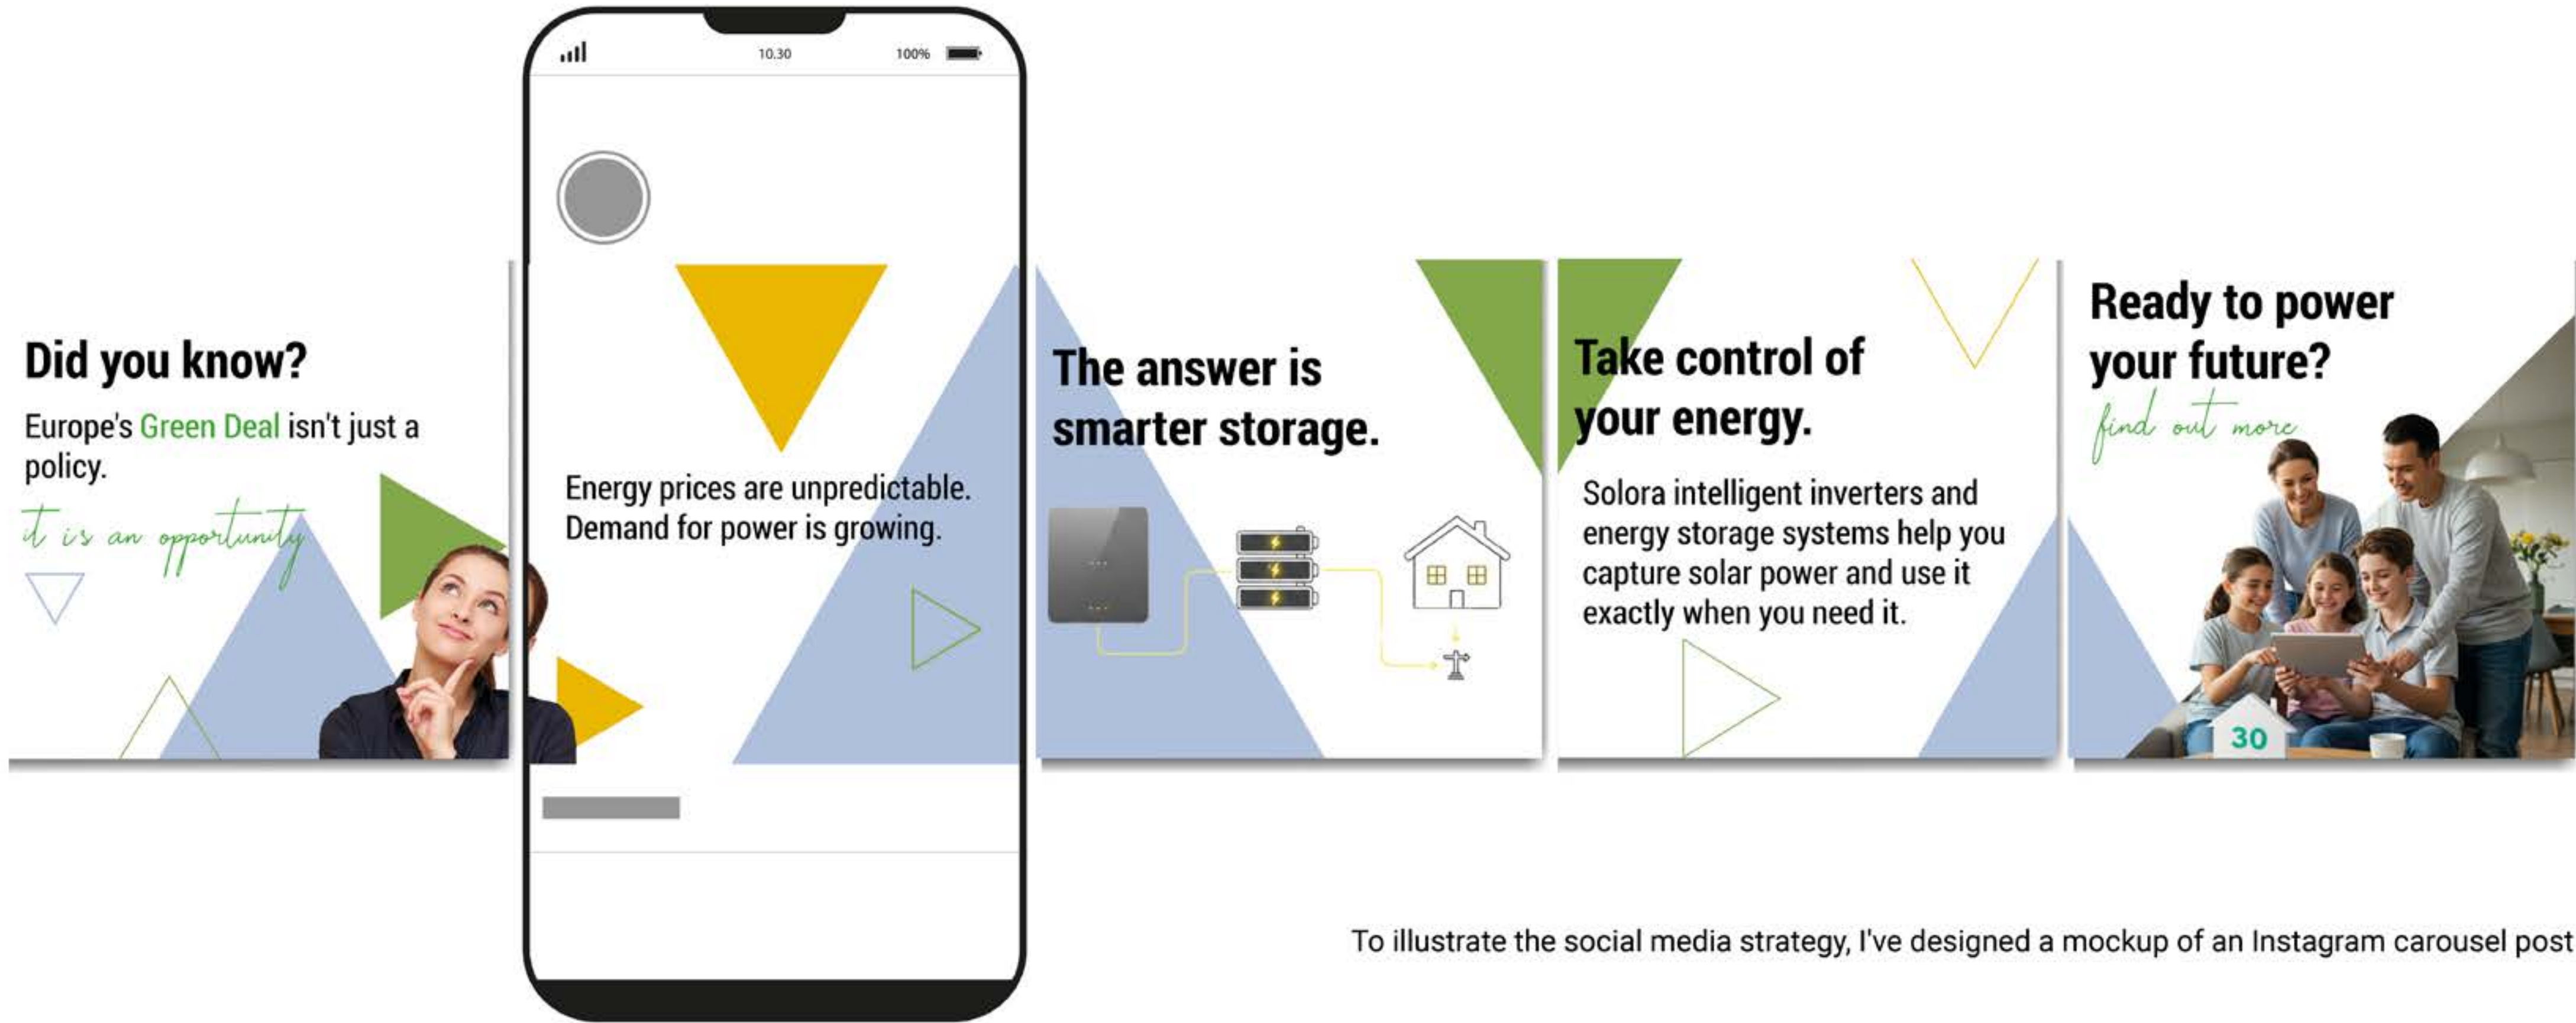 10.30
100%
Did you know?
Europe's Green Deal isn't just a
policy.
it is an opportunity
Energy prices are unpredictable.
Demand for power is growing.
The answer is
smarter storage.
Take control of
your energy.
Solora intelligent inverters and
energy storage systems help you
capture solar power and use it
exactly when you need it.
Ready to power
your future?
find out more
30
To illustrate the social media strategy, I've designed a mockup of an Instagram carousel post